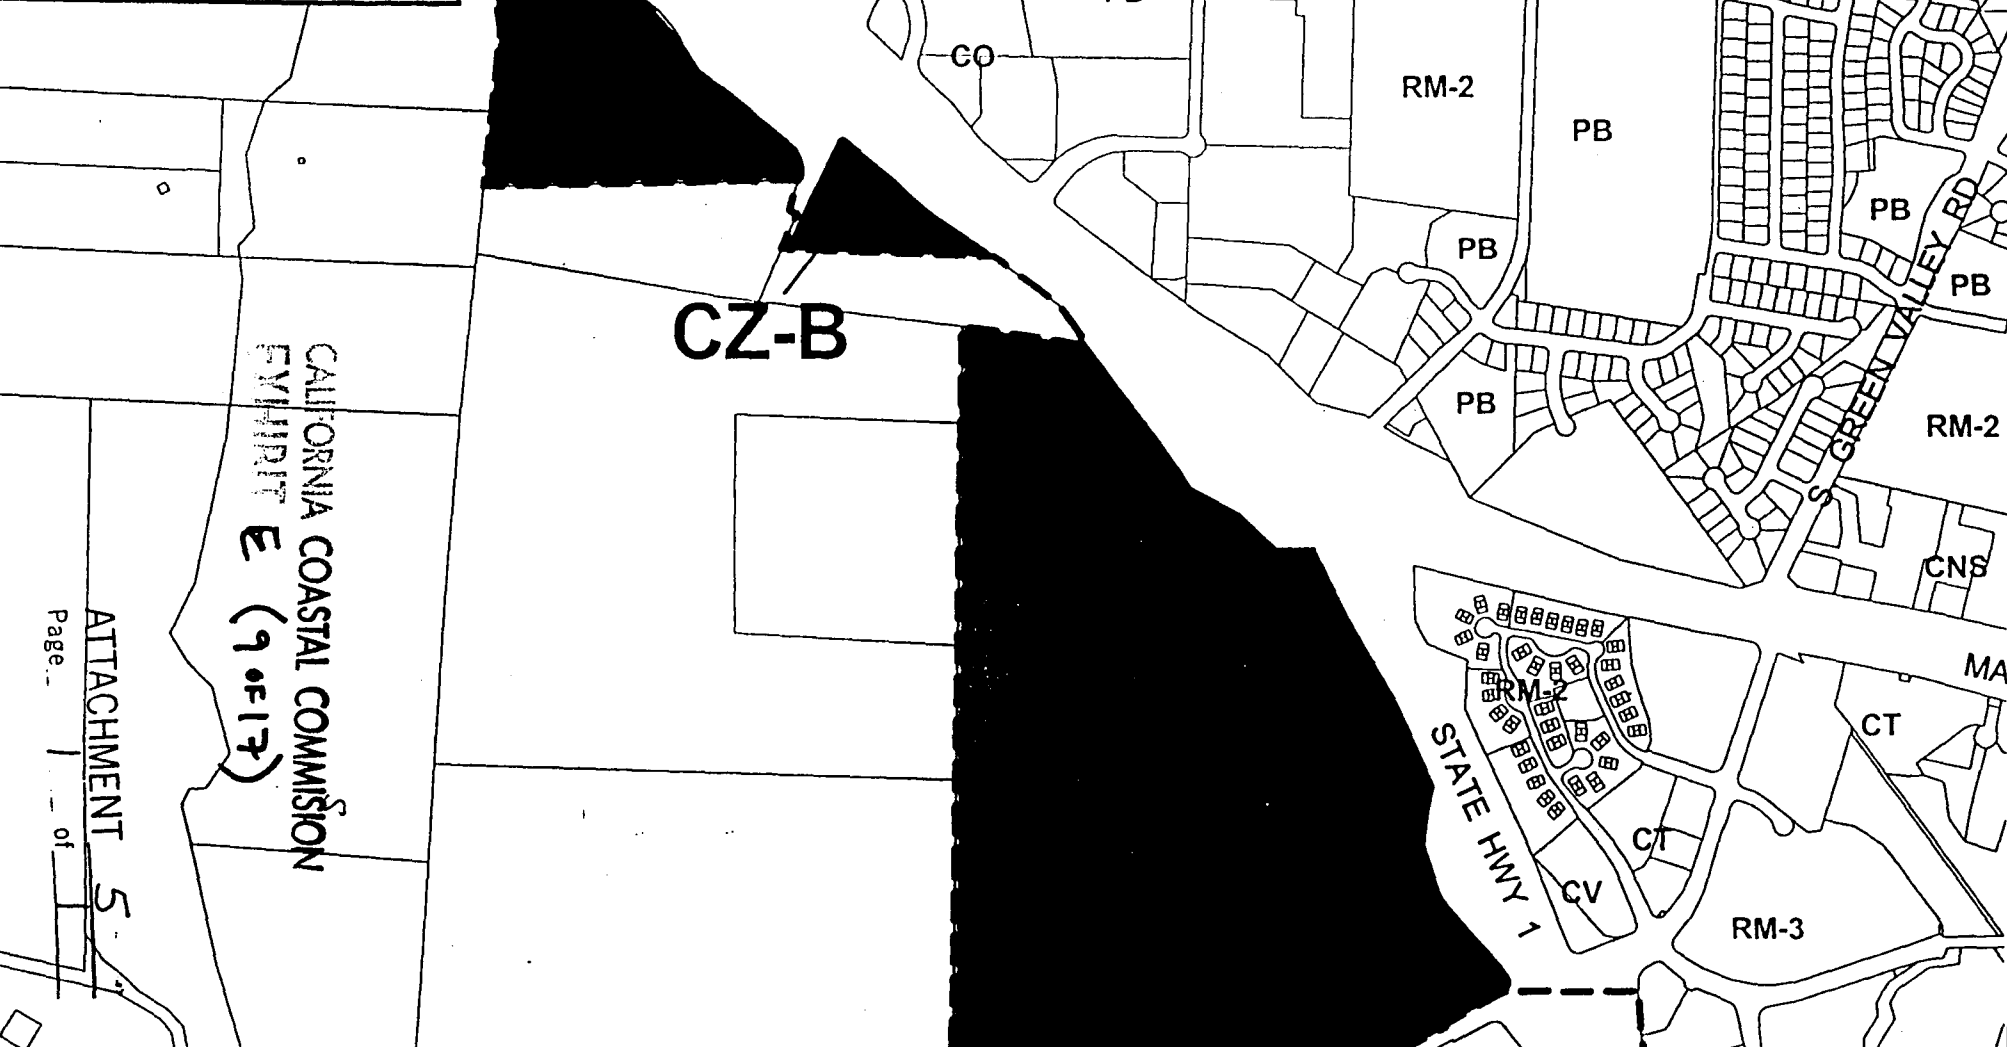 CO
RM-2
PB
PB
PB
PB
PB
S GREEN VALLEY RD
RM-2
CZ-B
CNS
MA
RM-2
CT
CT
CV
RM-3
STATE HWY 1
CALIFORNIA COASTAL COMMISSION
EXHIBIT E (9 OF 17)
ATTACHMENT 5
Page 1 of